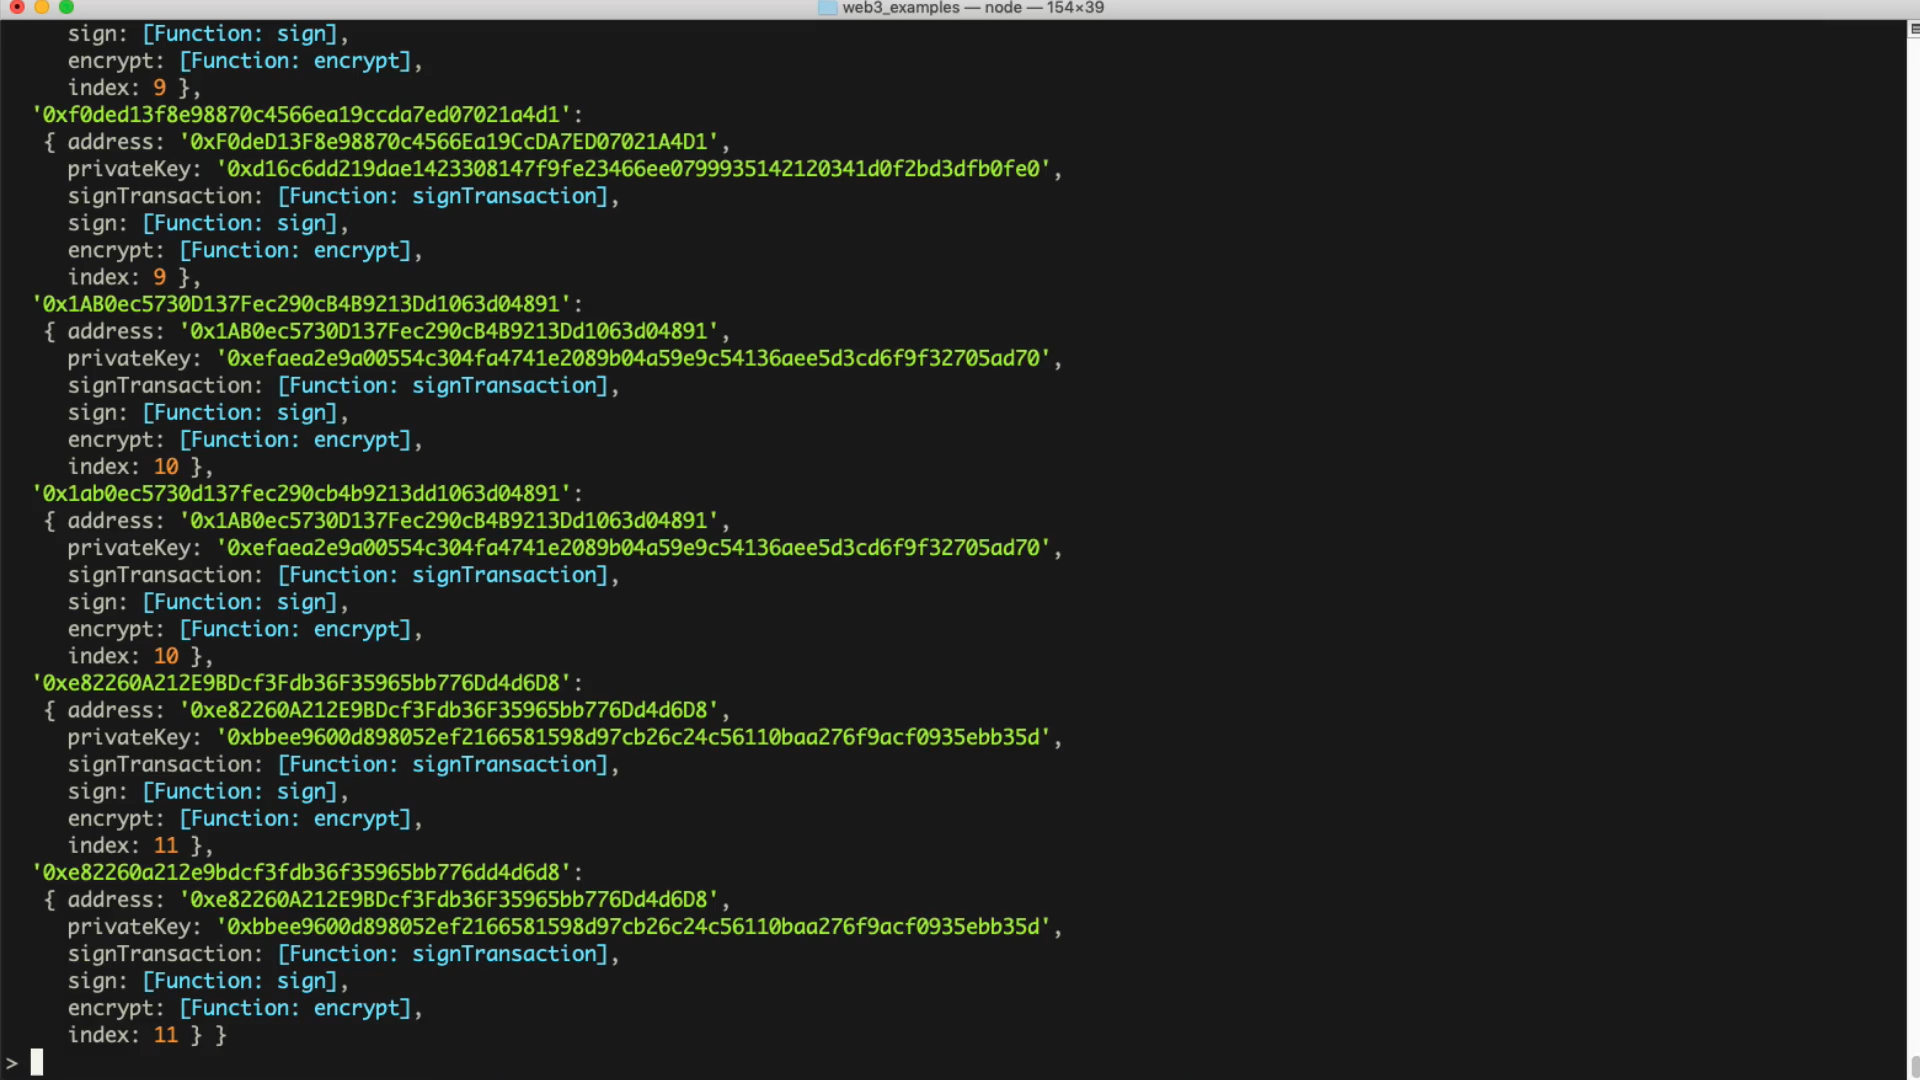 web3_examples — node — 154×39
sign: [Function: sign],
encrypt: [Function: encrypt],
index: 9 },
'0xf0ded13f8e98870c4566ea19ccda7ed07021a4d1':
{ address: '0xF0deD13F8e98870c4566Ea19CcDA7ED07021A4D1',
privateKey: '0xd16c6dd219dae1423308147f9fe23466ee0799935142120341d0f2bd3dfb0fe0',
signTransaction: [Function: signTransaction],
sign: [Function: sign],
encrypt: [Function: encrypt],
index: 9 },
'0x1AB0ec5730D137Fec290cB4B9213Dd1063d04891':
{ address: '0x1AB0ec5730D137Fec290cB4B9213Dd1063d04891',
privateKey: '0xefaea2e9a00554c304fa4741e2089b04a59e9c54136aee5d3cd6f9f32705ad70',
signTransaction: [Function: signTransaction],
sign: [Function: sign],
encrypt: [Function: encrypt],
index: 10 },
'0x1ab0ec5730d137fec290cb4b9213dd1063d04891':
{ address: '0x1AB0ec5730D137Fec290cB4B9213Dd1063d04891',
privateKey: '0xefaea2e9a00554c304fa4741e2089b04a59e9c54136aee5d3cd6f9f32705ad70',
signTransaction: [Function: signTransaction],
sign: [Function: sign],
encrypt: [Function: encrypt],
index: 10 },
'0xe82260A212E9BDcf3Fdb36F35965bb776Dd4d6D8':
{ address: '0xe82260A212E9BDcf3Fdb36F35965bb776Dd4d6D8',
privateKey: '0xbbee9600d898052ef2166581598d97cb26c24c56110baa276f9acf0935ebb35d',
signTransaction: [Function: signTransaction],
sign: [Function: sign],
encrypt: [Function: encrypt],
index: 11 },
'0xe82260a212e9bdcf3fdb36f35965bb776dd4d6d8':
{ address: '0xe82260A212E9BDcf3Fdb36F35965bb776Dd4d6D8',
privateKey: '0xbbee9600d898052ef2166581598d97cb26c24c56110baa276f9acf0935ebb35d',
signTransaction: [Function: signTransaction],
sign: [Function: sign],
encrypt: [Function: encrypt],
index: 11 } }
>